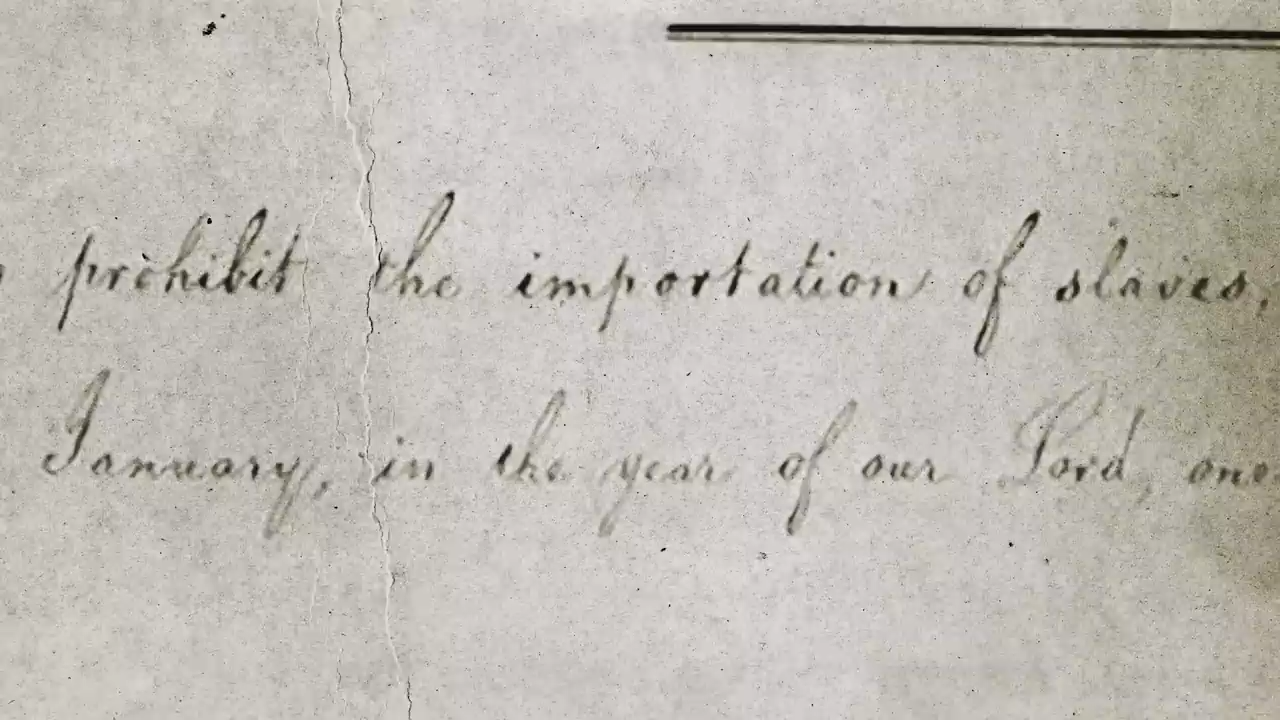 prohibit the importation of slaves,
January, in the year of our Lord, one